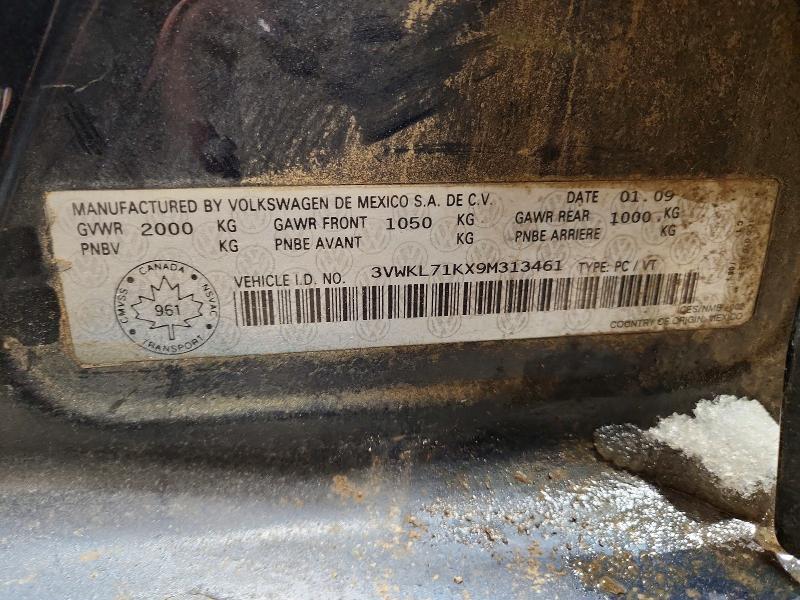 MANUFACTURED BY VOLKSWAGEN DE MEXICO S.A. DE C.V. DATE 01.09
GVWR 2000 KG GAWR FRONT 1050 KG GAWR REAR 1000 KG
PNBV KG PNBE AVANT KG PNBE ARRIERE KG
VEHICLE I.D. NO. 3VWKL71KX9M313461 TYPE: PC / VT
CANADA
CMVSS NSVAC
961
TRANSPORT
COUNTRY OF ORIGIN: MEXICO